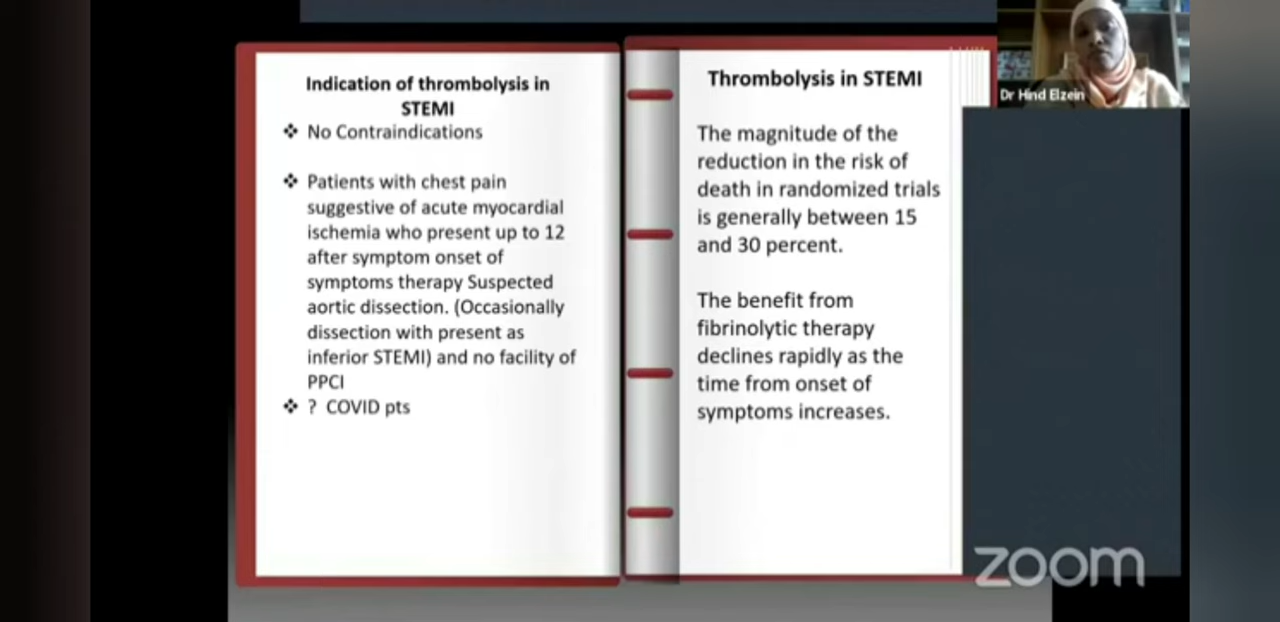 Indication of thrombolysis in
STEMI
❖ No Contraindications
❖ Patients with chest pain
suggestive of acute myocardial
ischemia who present up to 12
after symptom onset of
symptoms therapy Suspected
aortic dissection. (Occasionally
dissection with present as
inferior STEMI) and no facility of
PPCI
❖ ? COVID pts
Thrombolysis in STEMI
The magnitude of the
reduction in the risk of
death in randomized trials
is generally between 15
and 30 percent.
The benefit from
fibrinolytic therapy
declines rapidly as the
time from onset of
symptoms increases.
Dr Hind Elzein
zoom